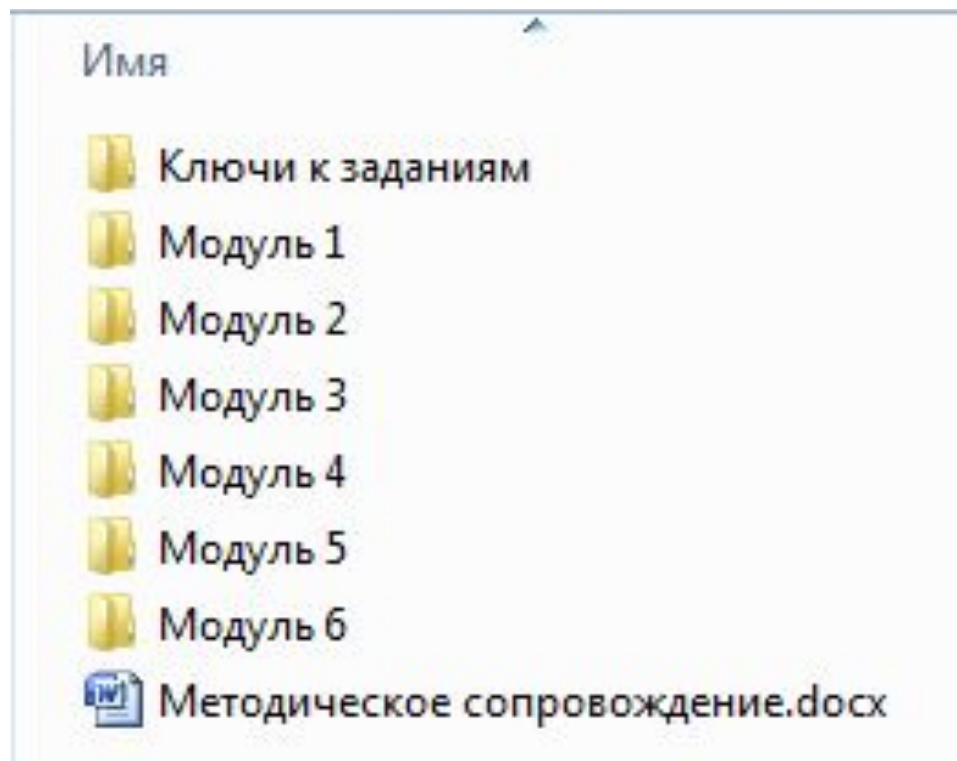 Имя
Ключи к заданиям
Модуль 1
Модуль 2
Модуль 3
Модуль 4
Модуль 5
Модуль 6
Методическое сопровождение.docx